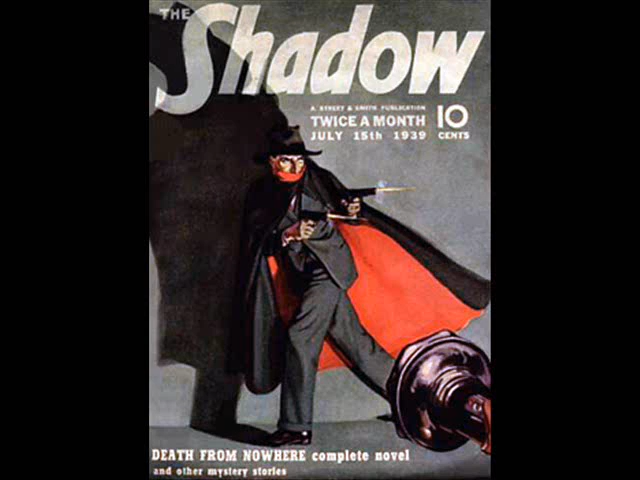 THE
Shadow
A STREET & SMITH PUBLICATION
TWICE A MONTH
JULY 15TH 1939
10
CENTS
DEATH FROM NOWHERE complete novel
and other mystery stories